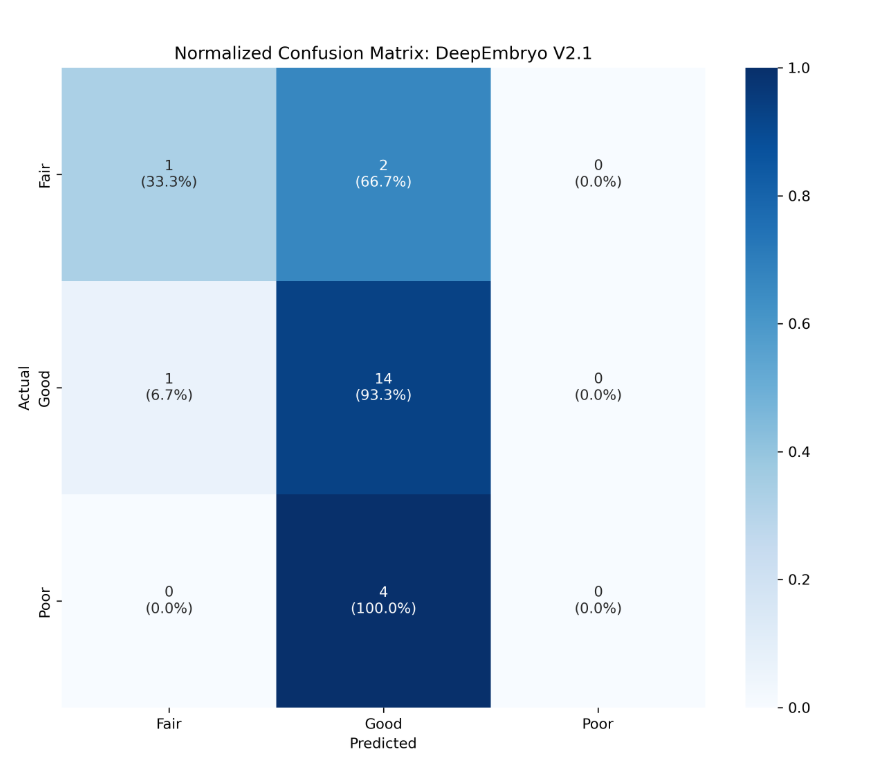 Normalized Confusion Matrix: DeepEmbryo V2.1
Actual
Fair
1
(33.3%)
2
(66.7%)
0
(0.0%)
Good
1
(6.7%)
14
(93.3%)
0
(0.0%)
Poor
0
(0.0%)
4
(100.0%)
0
(0.0%)
Fair
Good
Poor
Predicted
1.0
0.8
0.6
0.4
0.2
0.0